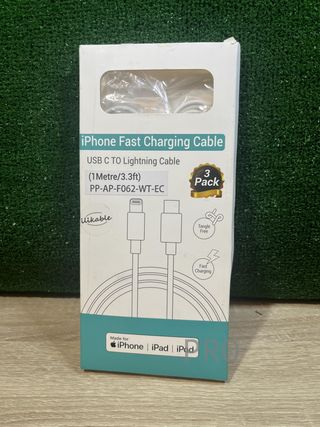 iPhone Fast Charging Cable
USB C TO Lightning Cable
(1Metre/3.3ft)
PP-AP-F062-WT-EC
3
Pack
Tangle
Free
Fast
Charging
Made for
iPhone | iPad | iPod